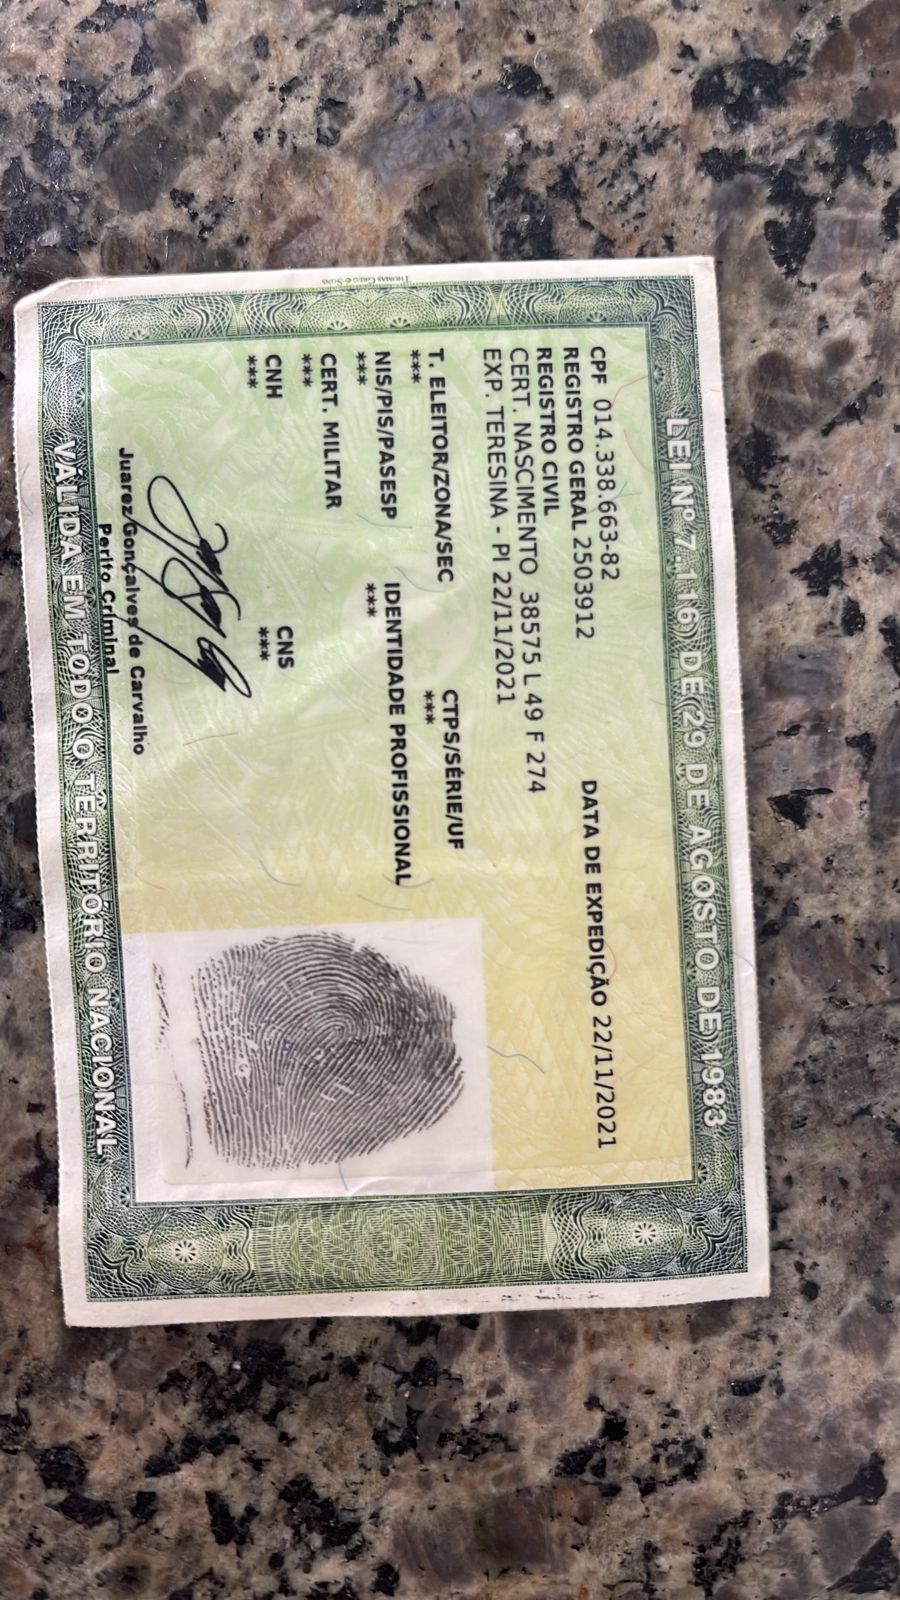 LEI Nº 7.116 DE 29 DE AGOSTO DE 1983
CPF 014.338.663-82
REGISTRO GERAL 2503912 DATA DE EXPEDIÇÃO 22/11/2021
REGISTRO CIVIL
CERT. NASCIMENTO 38575 L 49 F 274
EXP. TERESINA - PI 22/11/2021
T. ELEITOR/ZONA/SEC CTPS/SÉRIE/UF
*** ***
NIS/PIS/PASESP IDENTIDADE PROFISSIONAL
*** ***
CERT. MILITAR
***
CNH CNS
*** ***
Juarez Gonçalves de Carvalho
Perito Criminal
VÁLIDA EM TODO O TERRITÓRIO NACIONAL
THOMAS GREG & SONS